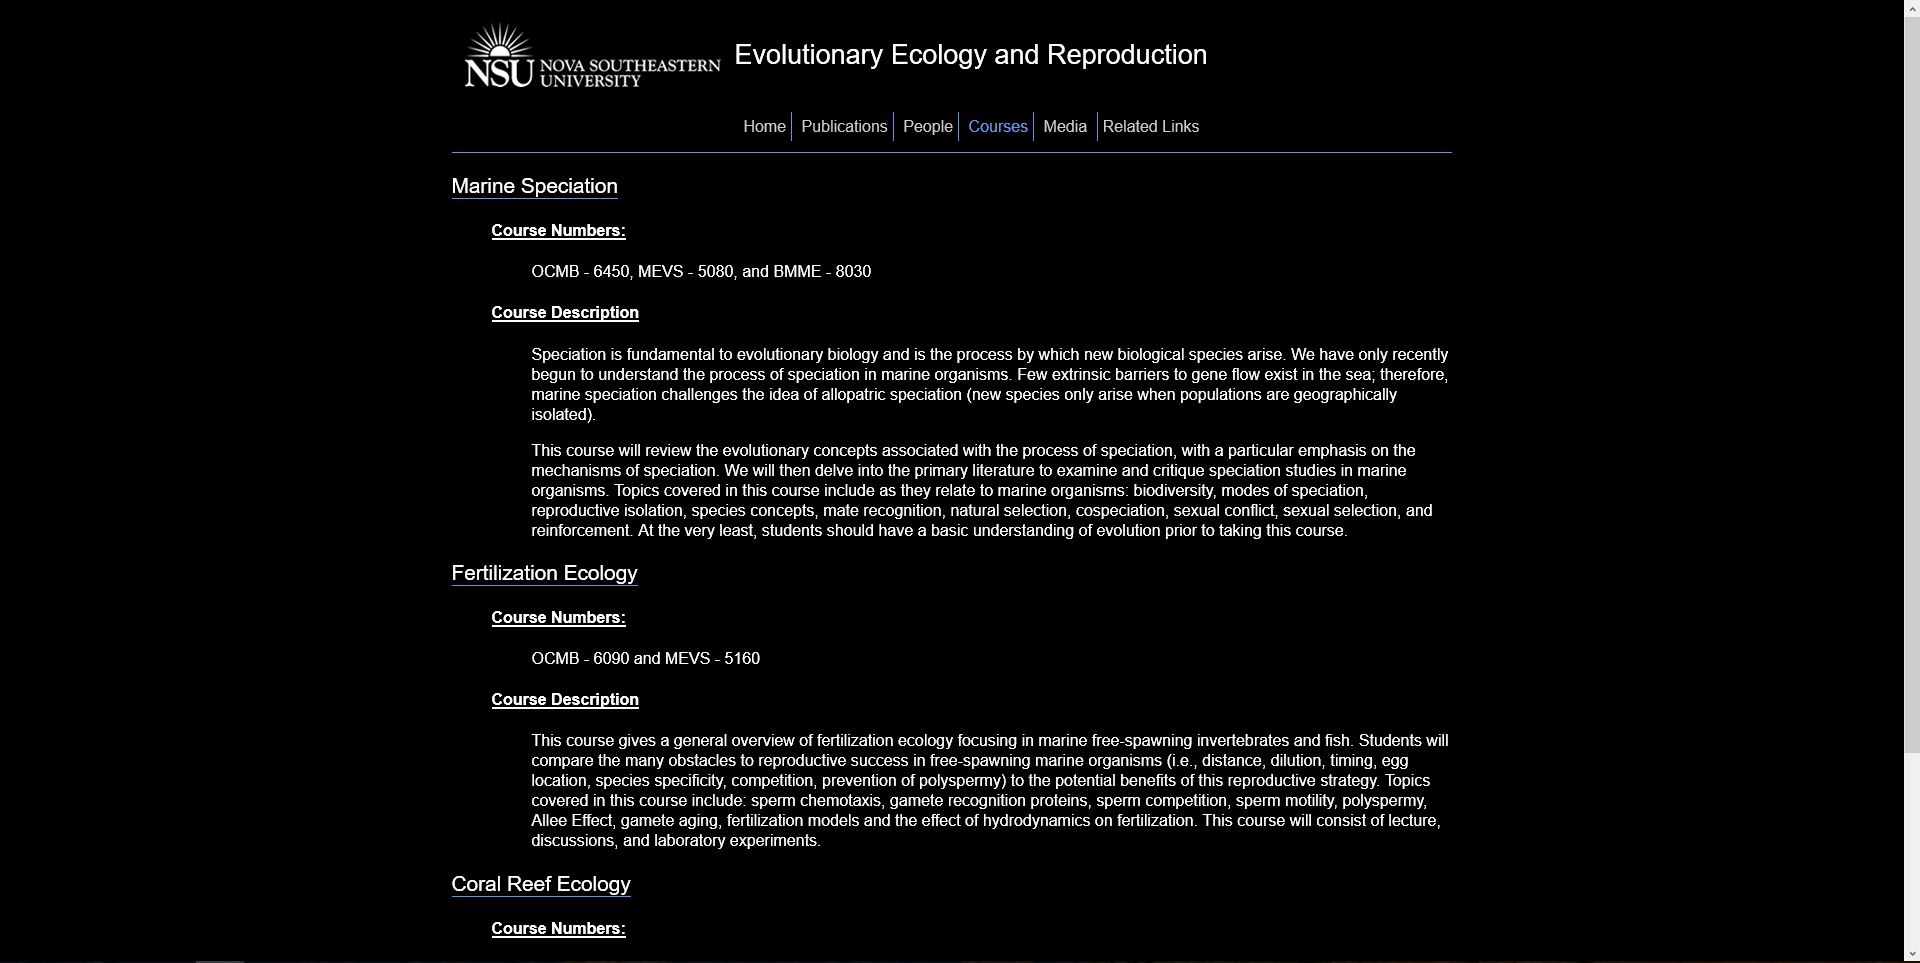 NSU NOVA SOUTHEASTERN
UNIVERSITY
Evolutionary Ecology and Reproduction
Home Publications People Courses Media Related Links
Marine Speciation
Course Numbers:
OCMB - 6450, MEVS - 5080, and BMME - 8030
Course Description
Speciation is fundamental to evolutionary biology and is the process by which new biological species arise. We have only recently
begun to understand the process of speciation in marine organisms. Few extrinsic barriers to gene flow exist in the sea; therefore,
marine speciation challenges the idea of allopatric speciation (new species only arise when populations are geographically
isolated).
This course will review the evolutionary concepts associated with the process of speciation, with a particular emphasis on the
mechanisms of speciation. We will then delve into the primary literature to examine and critique speciation studies in marine
organisms. Topics covered in this course include as they relate to marine organisms: biodiversity, modes of speciation,
reproductive isolation, species concepts, mate recognition, natural selection, cospeciation, sexual conflict, sexual selection, and
reinforcement. At the very least, students should have a basic understanding of evolution prior to taking this course.
Fertilization Ecology
Course Numbers:
OCMB - 6090 and MEVS - 5160
Course Description
This course gives a general overview of fertilization ecology focusing in marine free-spawning invertebrates and fish. Students will
compare the many obstacles to reproductive success in free-spawning marine organisms (i.e., distance, dilution, timing, egg
location, species specificity, competition, prevention of polyspermy) to the potential benefits of this reproductive strategy. Topics
covered in this course include: sperm chemotaxis, gamete recognition proteins, sperm competition, sperm motility, polyspermy,
Allee Effect, gamete aging, fertilization models and the effect of hydrodynamics on fertilization. This course will consist of lecture,
discussions, and laboratory experiments.
Coral Reef Ecology
Course Numbers: